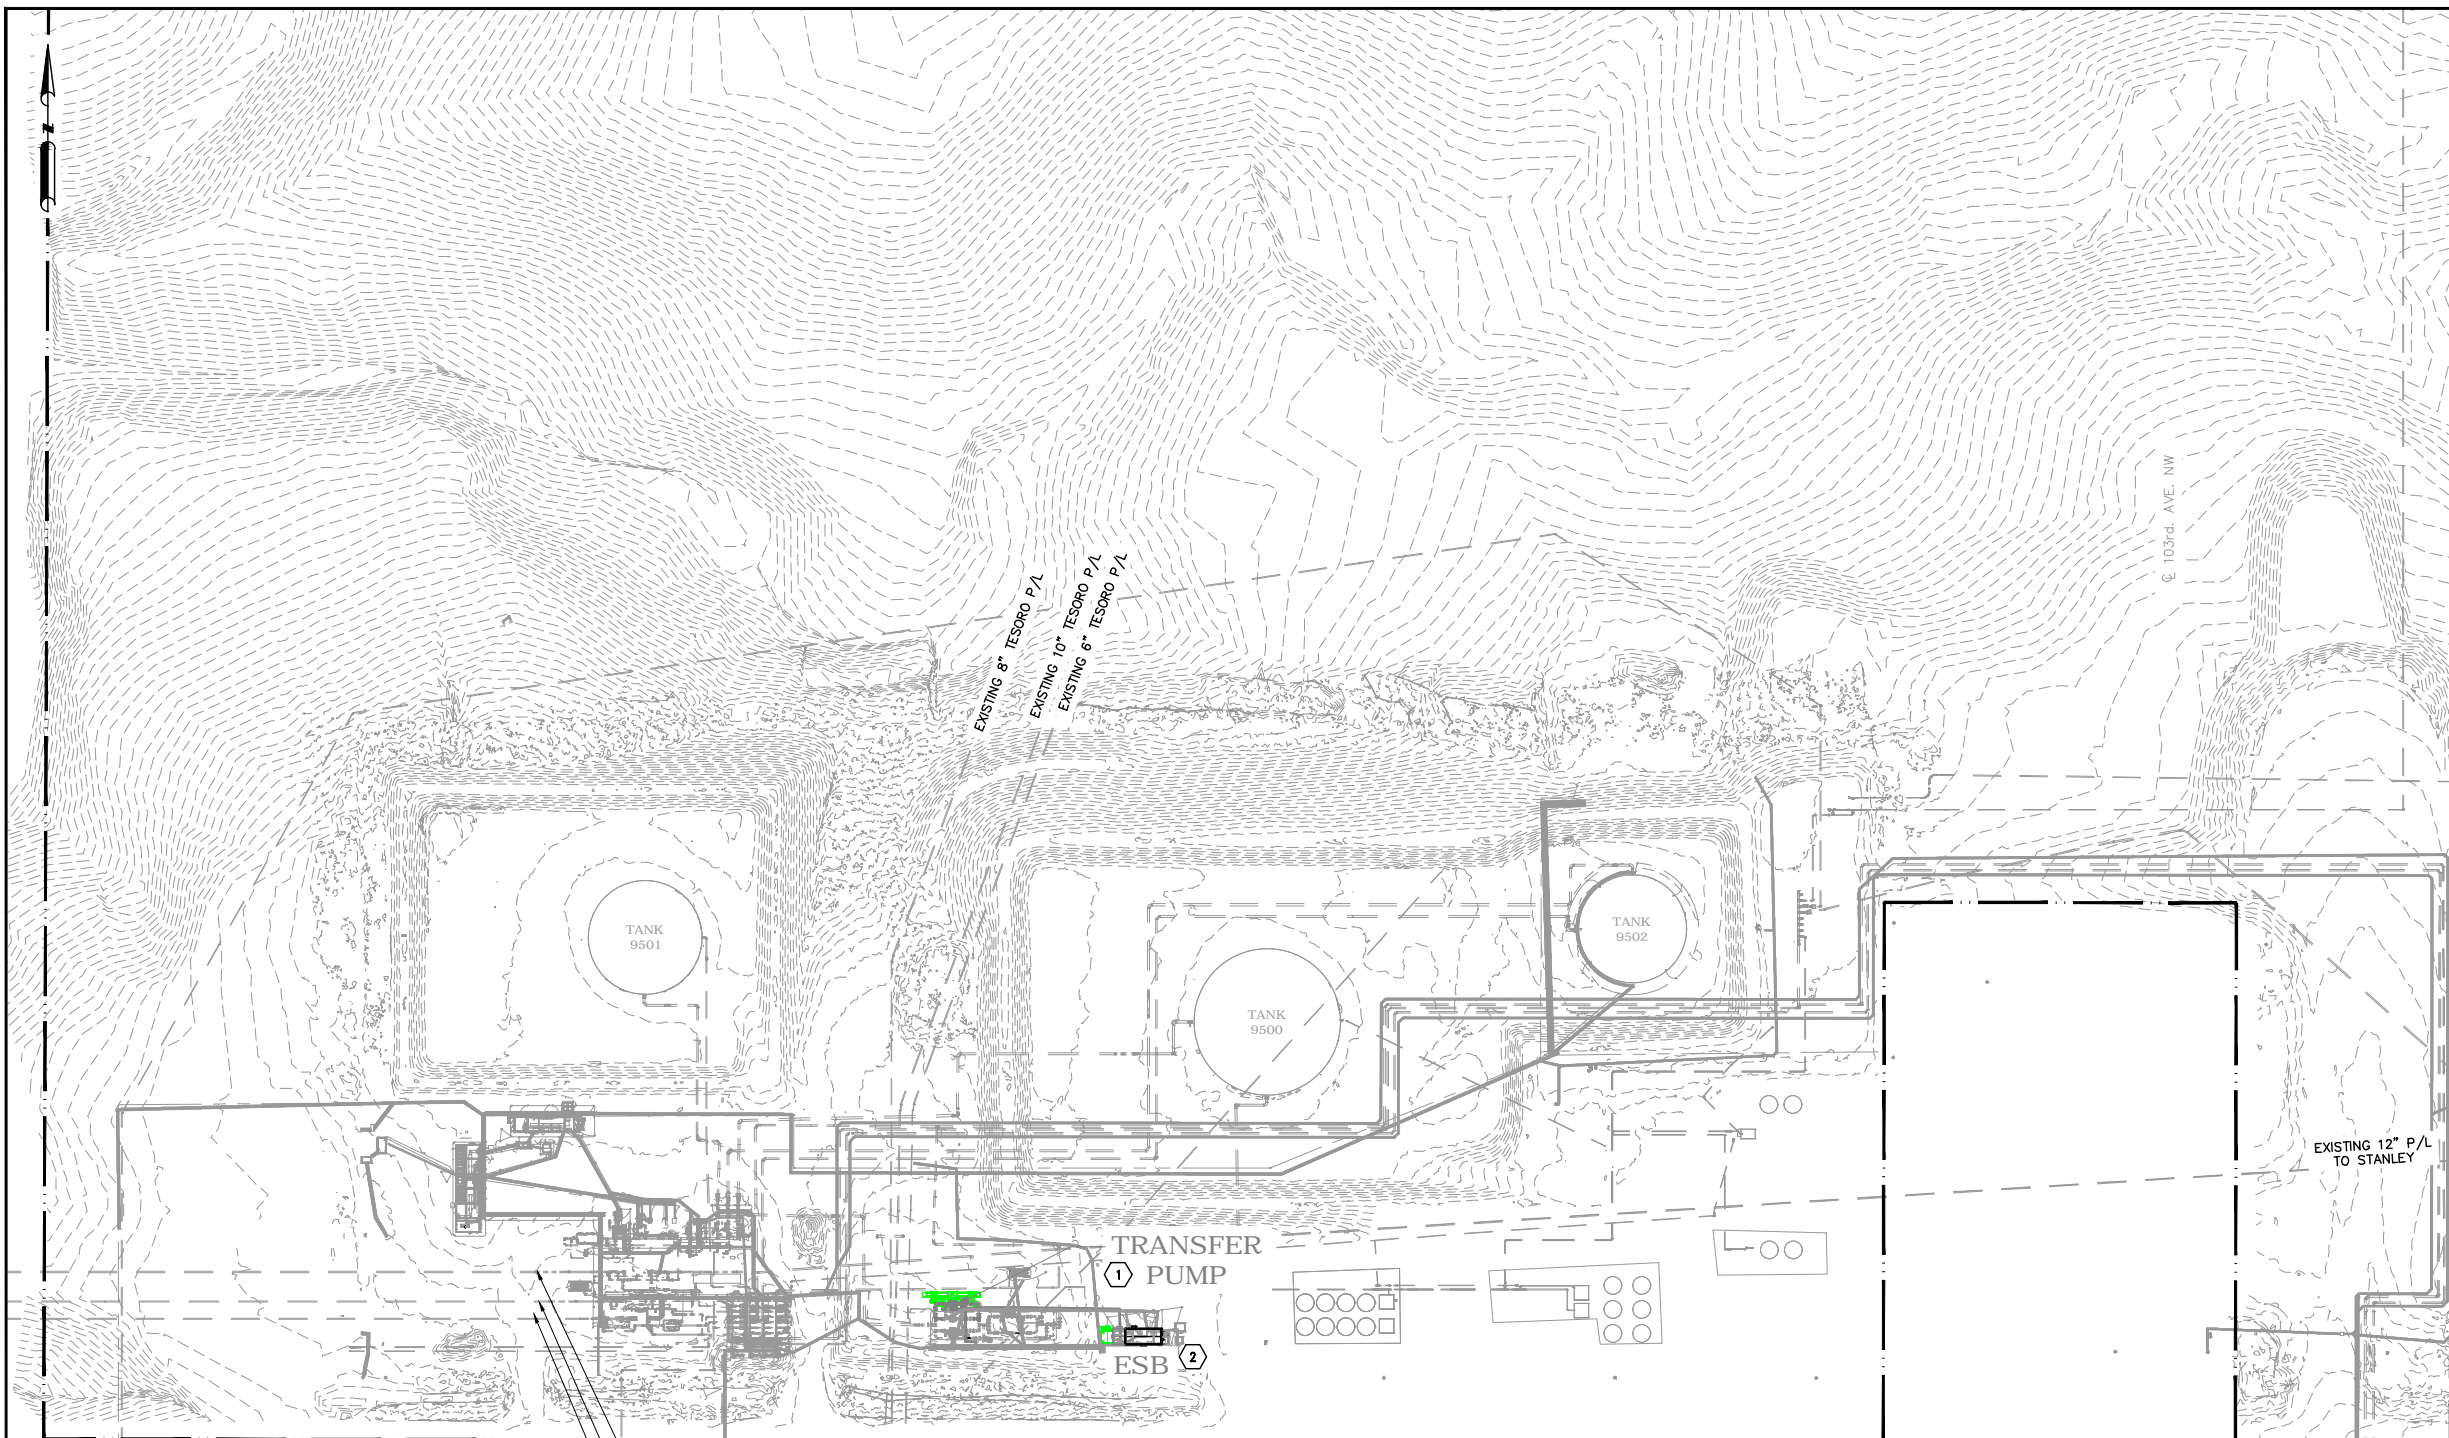 ℄ 103rd. AVE. NW
EXISTING 8" TESORO P/L
EXISTING 10" TESORO P/L
EXISTING 6" TESORO P/L
TANK
9501
TANK
9502
TANK
9500
EXISTING 12" P/L
TO STANLEY
TRANSFER
1 PUMP
ESB 2